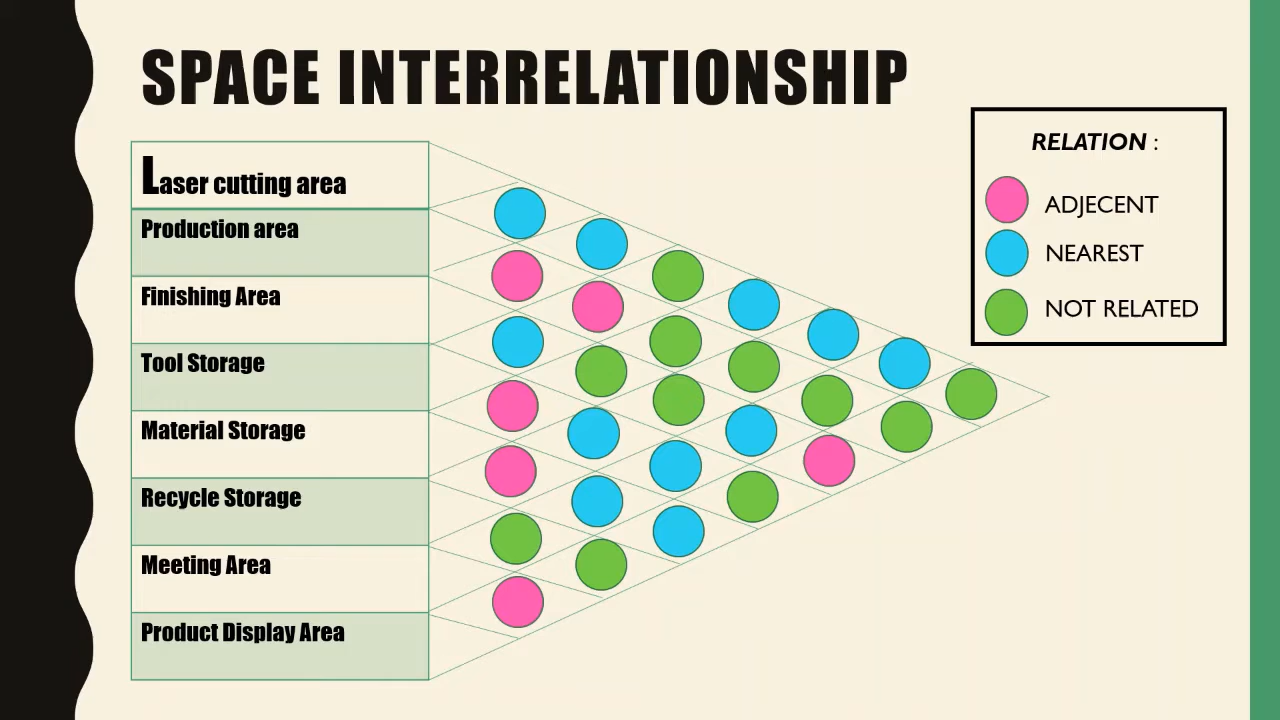 SPACE INTERRELATIONSHIP
Laser cutting area
Production area
Finishing Area
Tool Storage
Material Storage
Recycle Storage
Meeting Area
Product Display Area
RELATION :
ADJECENT
NEAREST
NOT RELATED